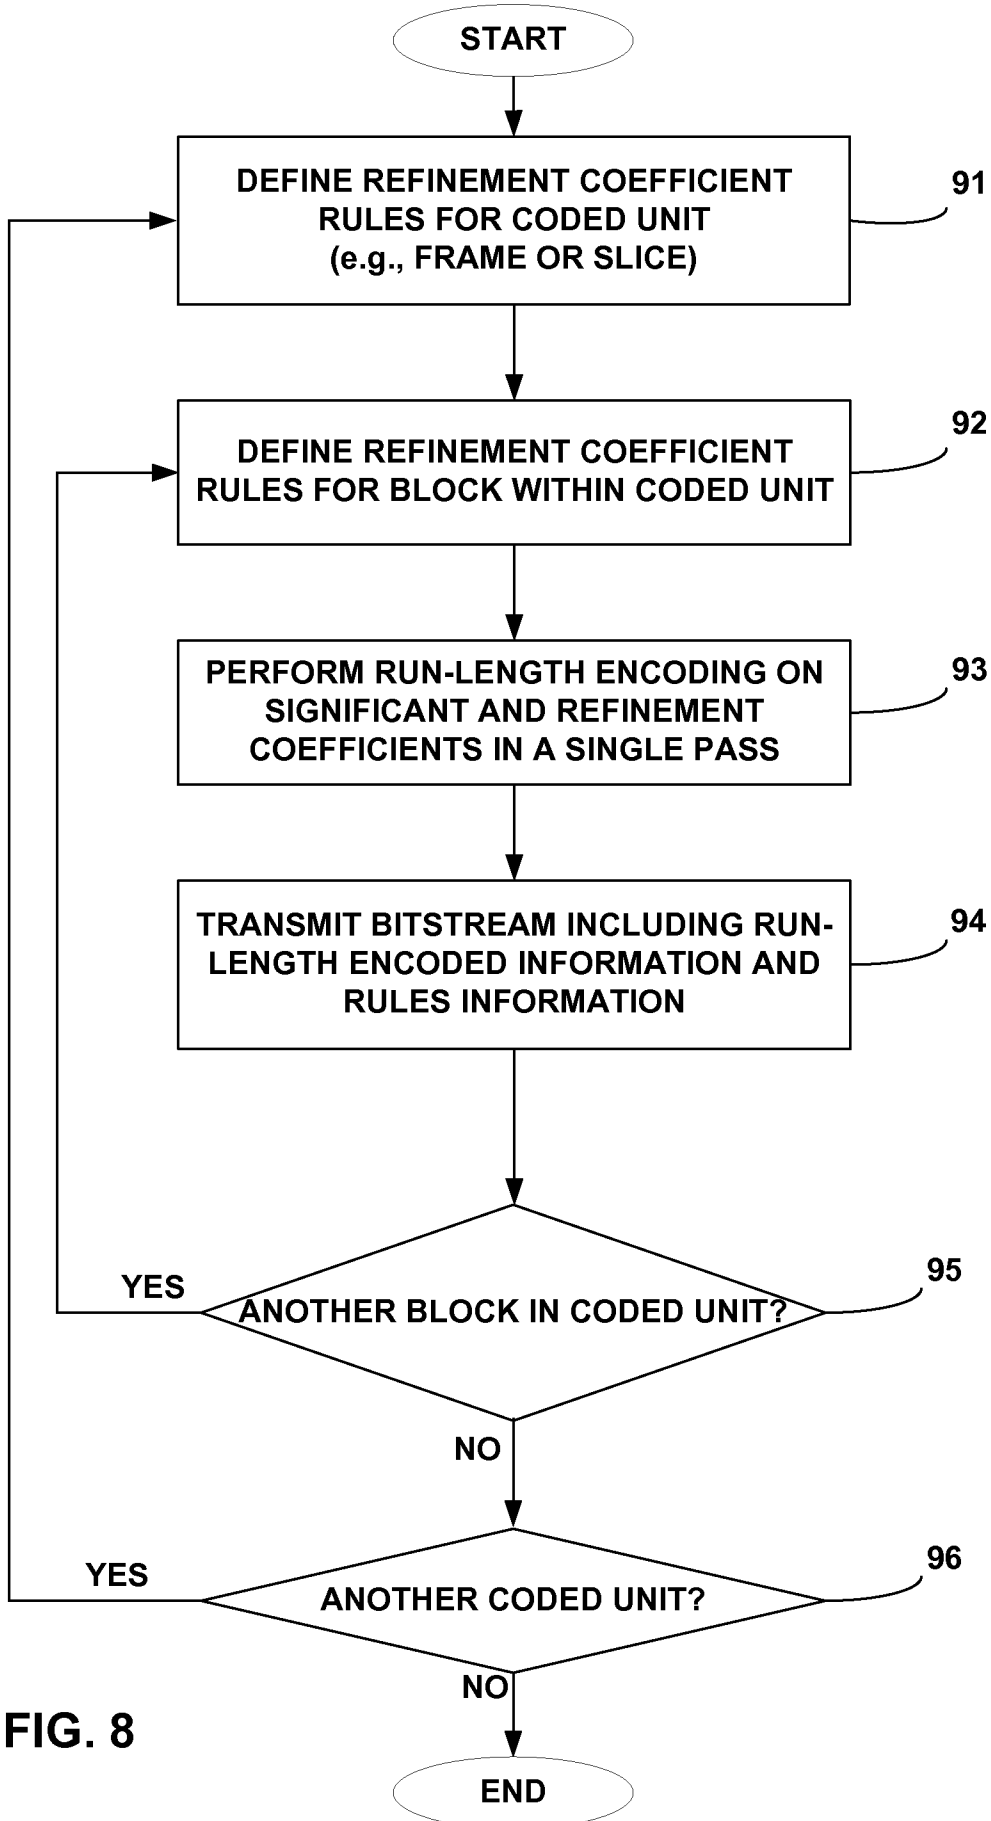 START
DEFINE REFINEMENT COEFFICIENT
RULES FOR CODED UNIT
(e.g., FRAME OR SLICE)
91
DEFINE REFINEMENT COEFFICIENT
RULES FOR BLOCK WITHIN CODED UNIT
92
PERFORM RUN-LENGTH ENCODING ON
SIGNIFICANT AND REFINEMENT
COEFFICIENTS IN A SINGLE PASS
93
TRANSMIT BITSTREAM INCLUDING RUN-
LENGTH ENCODED INFORMATION AND
RULES INFORMATION
94
YES
ANOTHER BLOCK IN CODED UNIT?
95
NO
YES
ANOTHER CODED UNIT?
96
NO
FIG. 8
END